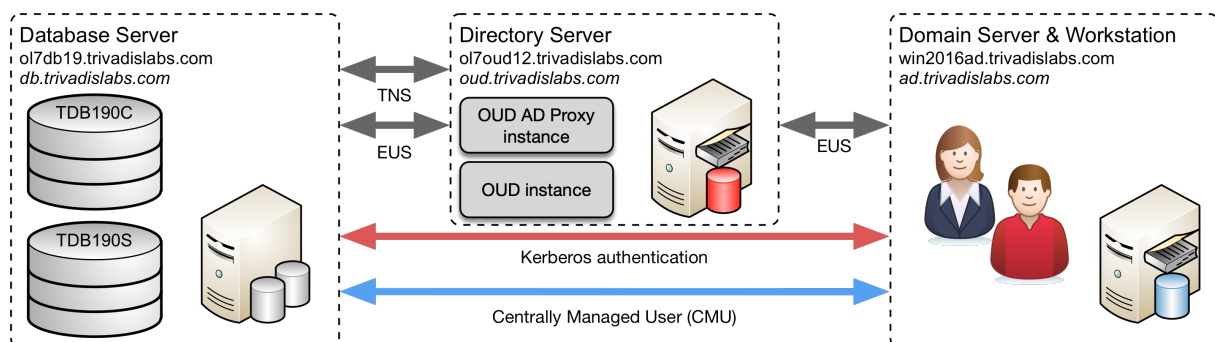 Database Server
ol7db19.trivadislabs.com
db.trivadislabs.com
TDB190C
TDB190S
TNS
EUS
Directory Server
ol7oud12.trivadislabs.com
oud.trivadislabs.com
OUD AD Proxy
instance
OUD instance
EUS
Domain Server & Workstation
win2016ad.trivadislabs.com
ad.trivadislabs.com
Kerberos authentication
Centrally Managed User (CMU)